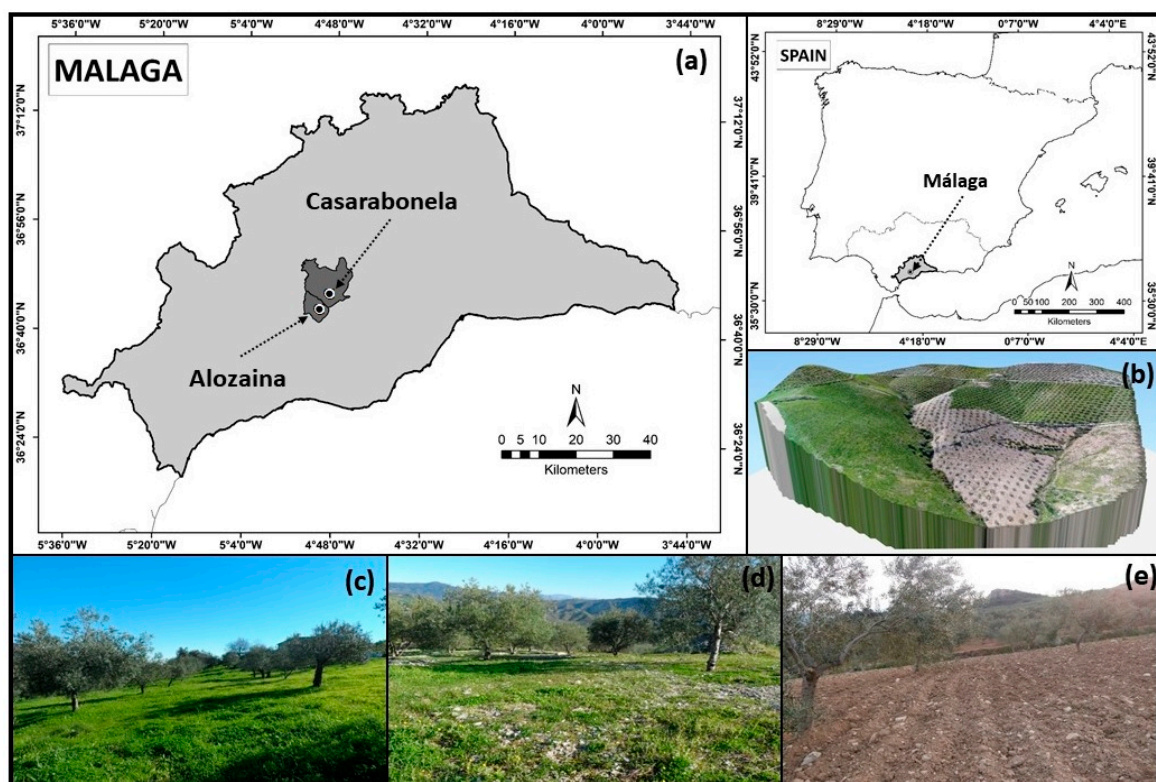 5°36'0"W 5°20'0"W 5°4'0"W 4°48'0"W 4°32'0"W 4°16'0"W 4°0'0"W 3°44'0"W
MALAGA
(a)
37°12'0"N
36°56'0"N
36°40'0"N
36°24'0"N
37°12'0"N
36°56'0"N
36°40'0"N
36°24'0"N
Casarabonela
Alozaina
N
0 5 10 20 30 40
Kilometers
5°36'0"W 5°20'0"W 5°4'0"W 4°48'0"W 4°32'0"W 4°16'0"W 4°0'0"W 3°44'0"W
8°29'0"W 4°18'0"W 0°7'0"W 4°4'0"E
SPAIN
43°52'0"N
39°41'0"N
35°30'0"N
43°52'0"N
39°41'0"N
35°30'0"N
Málaga
N
0 50 100 200 300 400
Kilometers
8°29'0"W 4°18'0"W 0°7'0"W 4°4'0"E
(b)
(c)
(d)
(e)